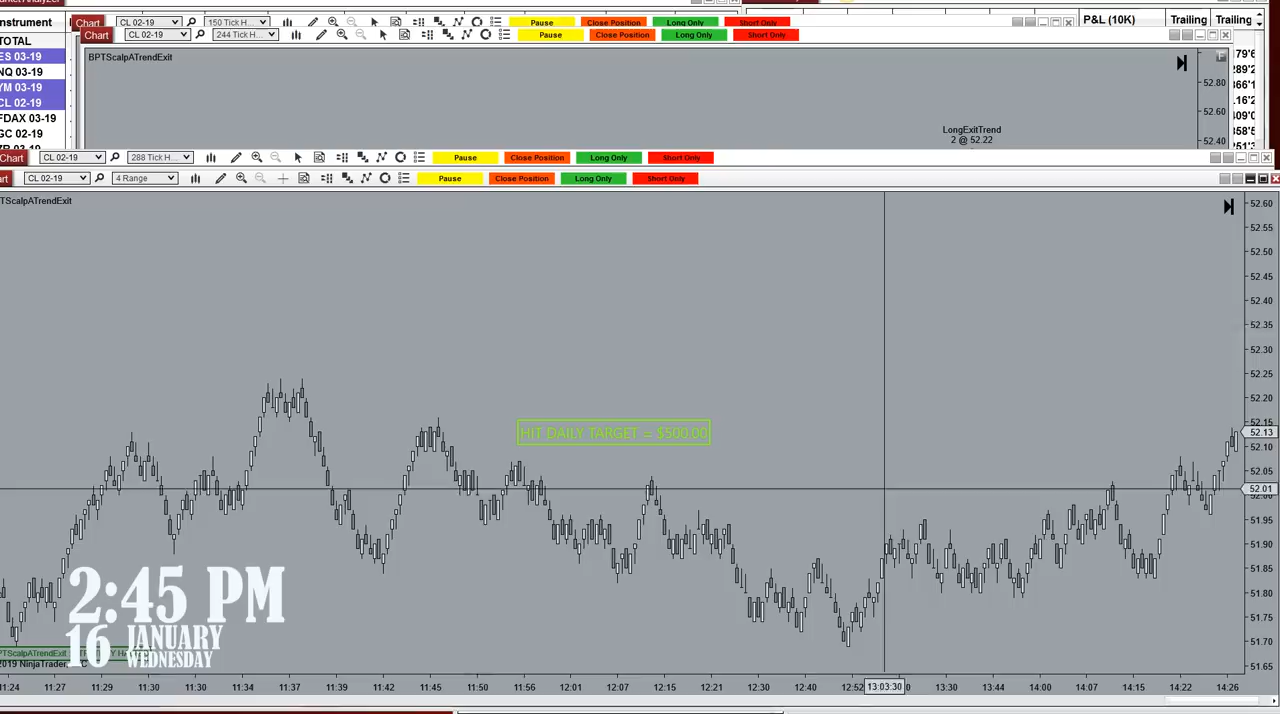 Instrument
Chart CL 02-19 150 Tick H... Pause Close Position Long Only Short Only P&L (10K) Trailing Trailing
TOTAL Chart CL 02-19 244 Tick H... Pause Close Position Long Only Short Only
ES 03-19
NQ 03-19
YM 03-19
CL 02-19
FDAX 03-19
GC 02-19
BPTScalpATrendExit
F
52.80
52.60
52.40
LongExitTrend
2 @ 52.22
Chart CL 02-19 288 Tick H... Pause Close Position Long Only Short Only
CL 02-19 4 Range Pause Close Position Long Only Short Only
PTScalpATrendExit
52.60
52.55
52.50
52.45
52.40
52.35
52.30
52.25
52.20
52.15
52.13
52.10
52.05
52.01
52.00
51.95
51.90
51.85
51.80
51.75
51.70
51.65
HIT DAILY TARGET = $500.00
2:45 PM
16 JANUARY
WEDNESDAY
PTScalpATrendExit
2019 NinjaTrader,
11:24 11:27 11:29 11:30 11:30 11:34 11:37 11:39 11:42 11:45 11:50 11:56 12:01 12:07 12:15 12:21 12:30 12:40 12:52 13:03:30 13:30 13:44 14:00 14:07 14:15 14:22 14:26